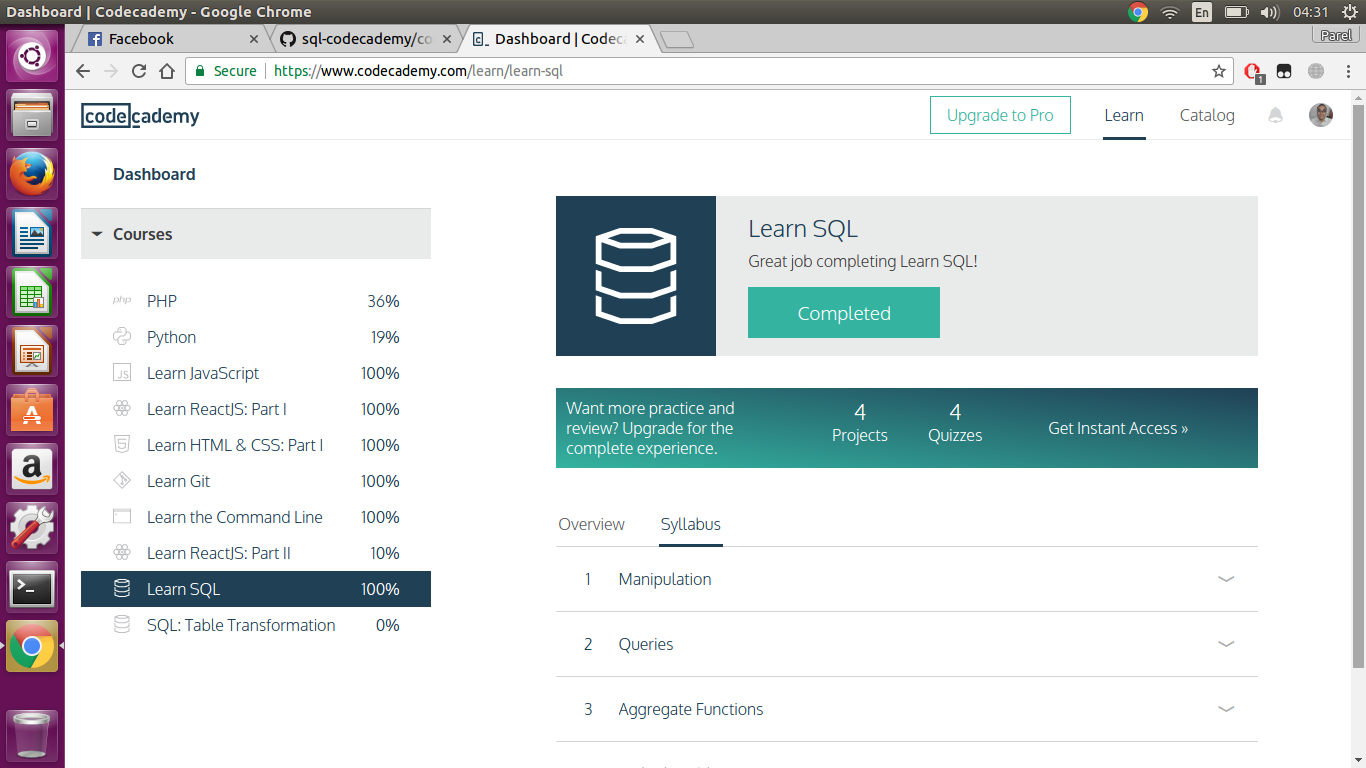 Dashboard | Codecademy - Google Chrome
En
04:31
Facebook
sql-codecademy/co
Dashboard | Codeca
Parel
Secure
https://www.codecademy.com/learn/learn-sql
1
codecademy
Upgrade to Pro
Learn
Catalog
Dashboard
Courses
php PHP 36%
Python 19%
JS Learn JavaScript 100%
Learn ReactJS: Part I 100%
Learn HTML & CSS: Part I 100%
Learn Git 100%
Learn the Command Line 100%
Learn ReactJS: Part II 10%
Learn SQL 100%
SQL: Table Transformation 0%
Learn SQL
Great job completing Learn SQL!
Completed
Want more practice and
review? Upgrade for the
complete experience.
4
Projects
4
Quizzes
Get Instant Access »
Overview
Syllabus
1 Manipulation
2 Queries
3 Aggregate Functions